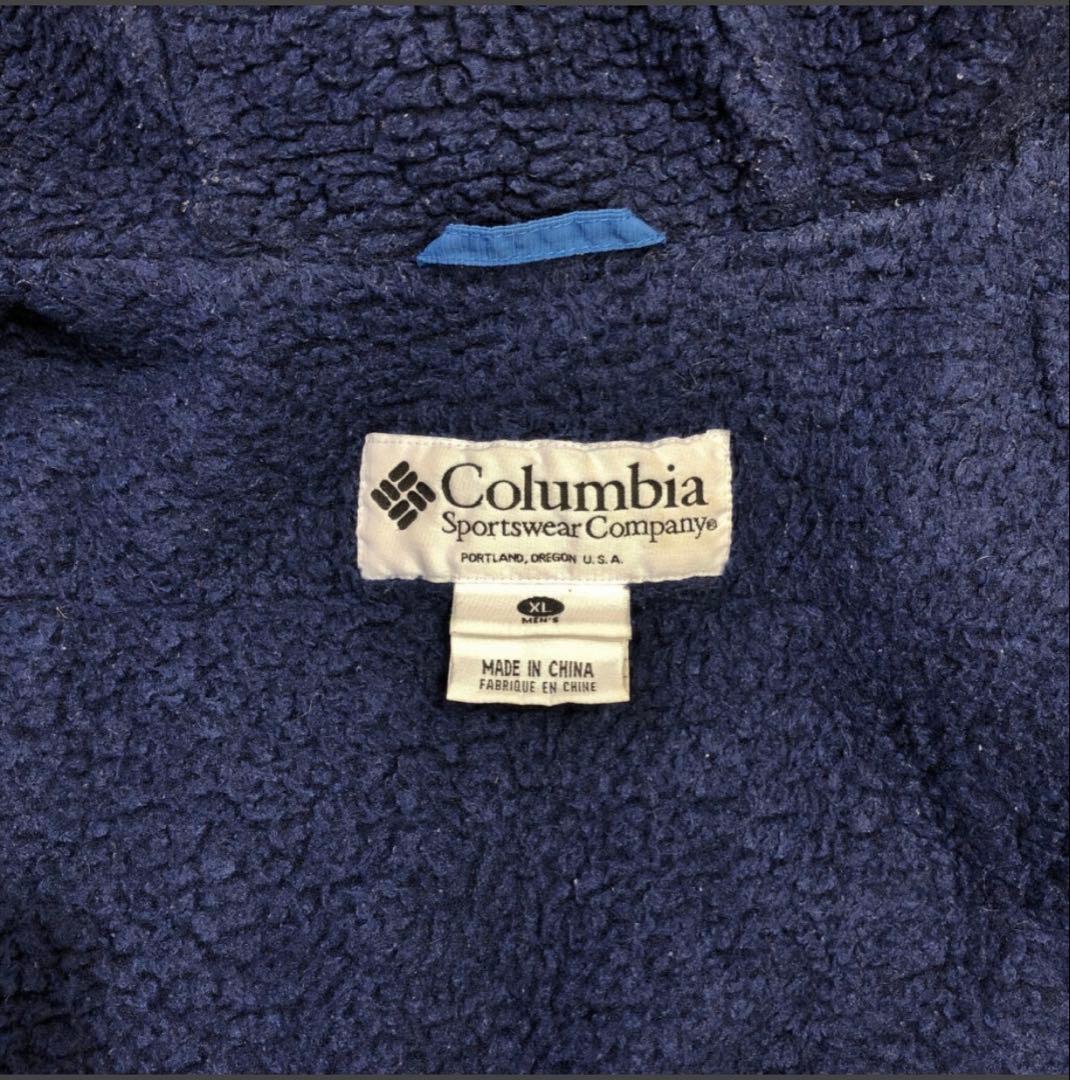 Columbia
Sportswear Company®
PORTLAND, OREGON U.S.A.
XL
MEN'S
MADE IN CHINA
FABRIQUE EN CHINE